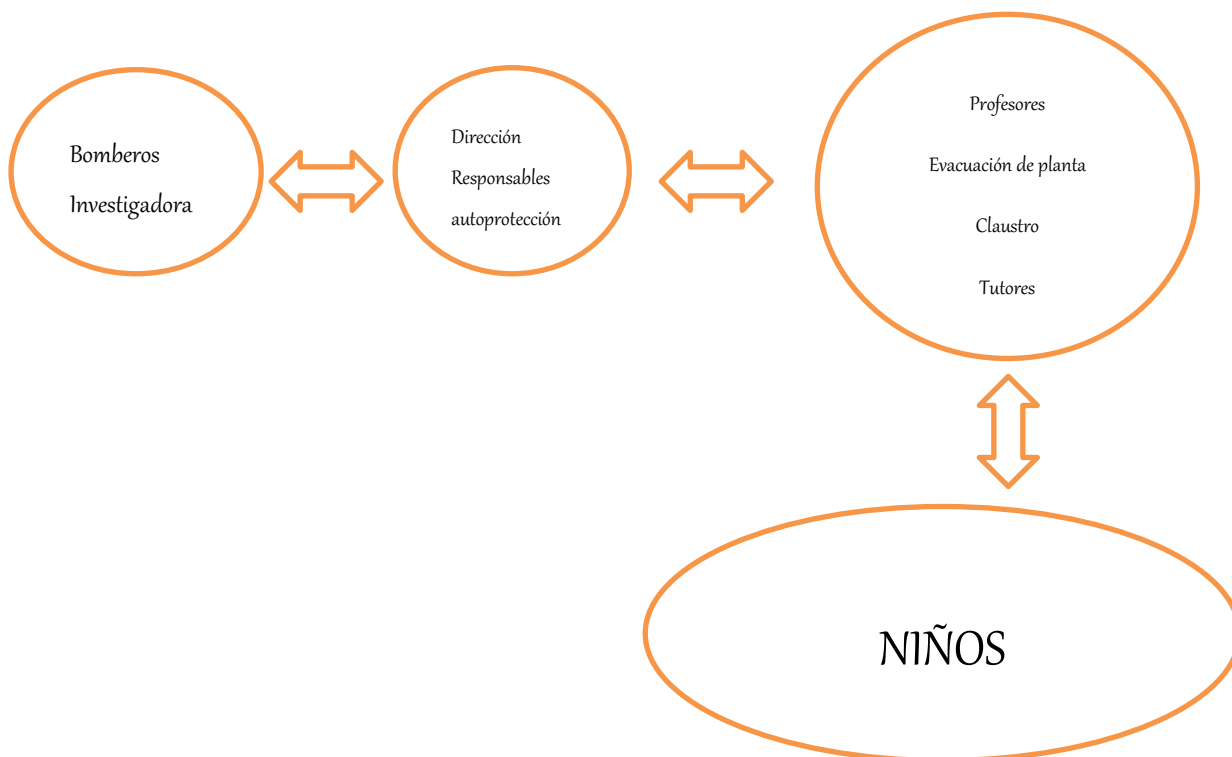 Bomberos
Investigadora
Dirección
Responsables
autoprotección
Profesores
Evacuación de planta
Claustro
Tutores
NIÑOS